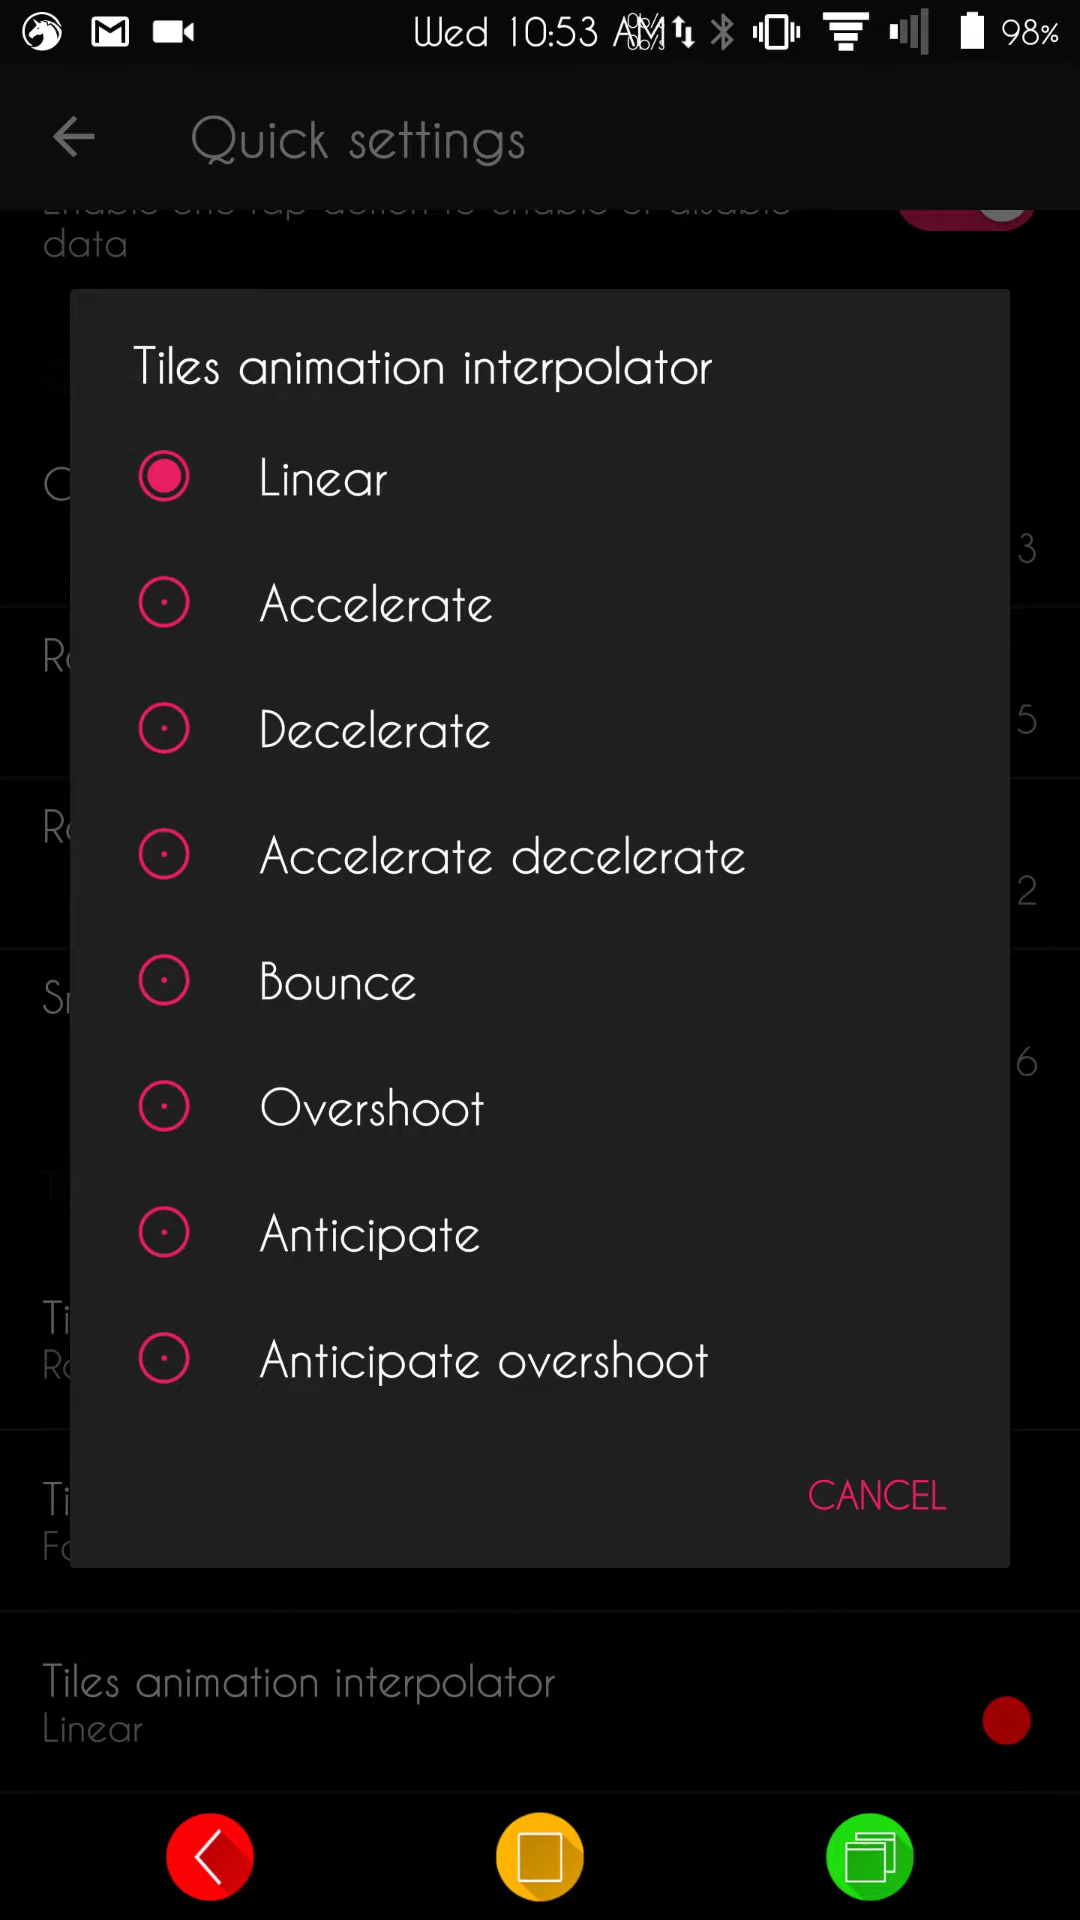 Wed 10:53 AM
98%
Quick settings
data
Tiles animation interpolator
Linear
3
Accelerate
5
Decelerate
Accelerate decelerate
2
Bounce
6
Overshoot
Anticipate
Anticipate overshoot
CANCEL
Tiles animation interpolator
Linear